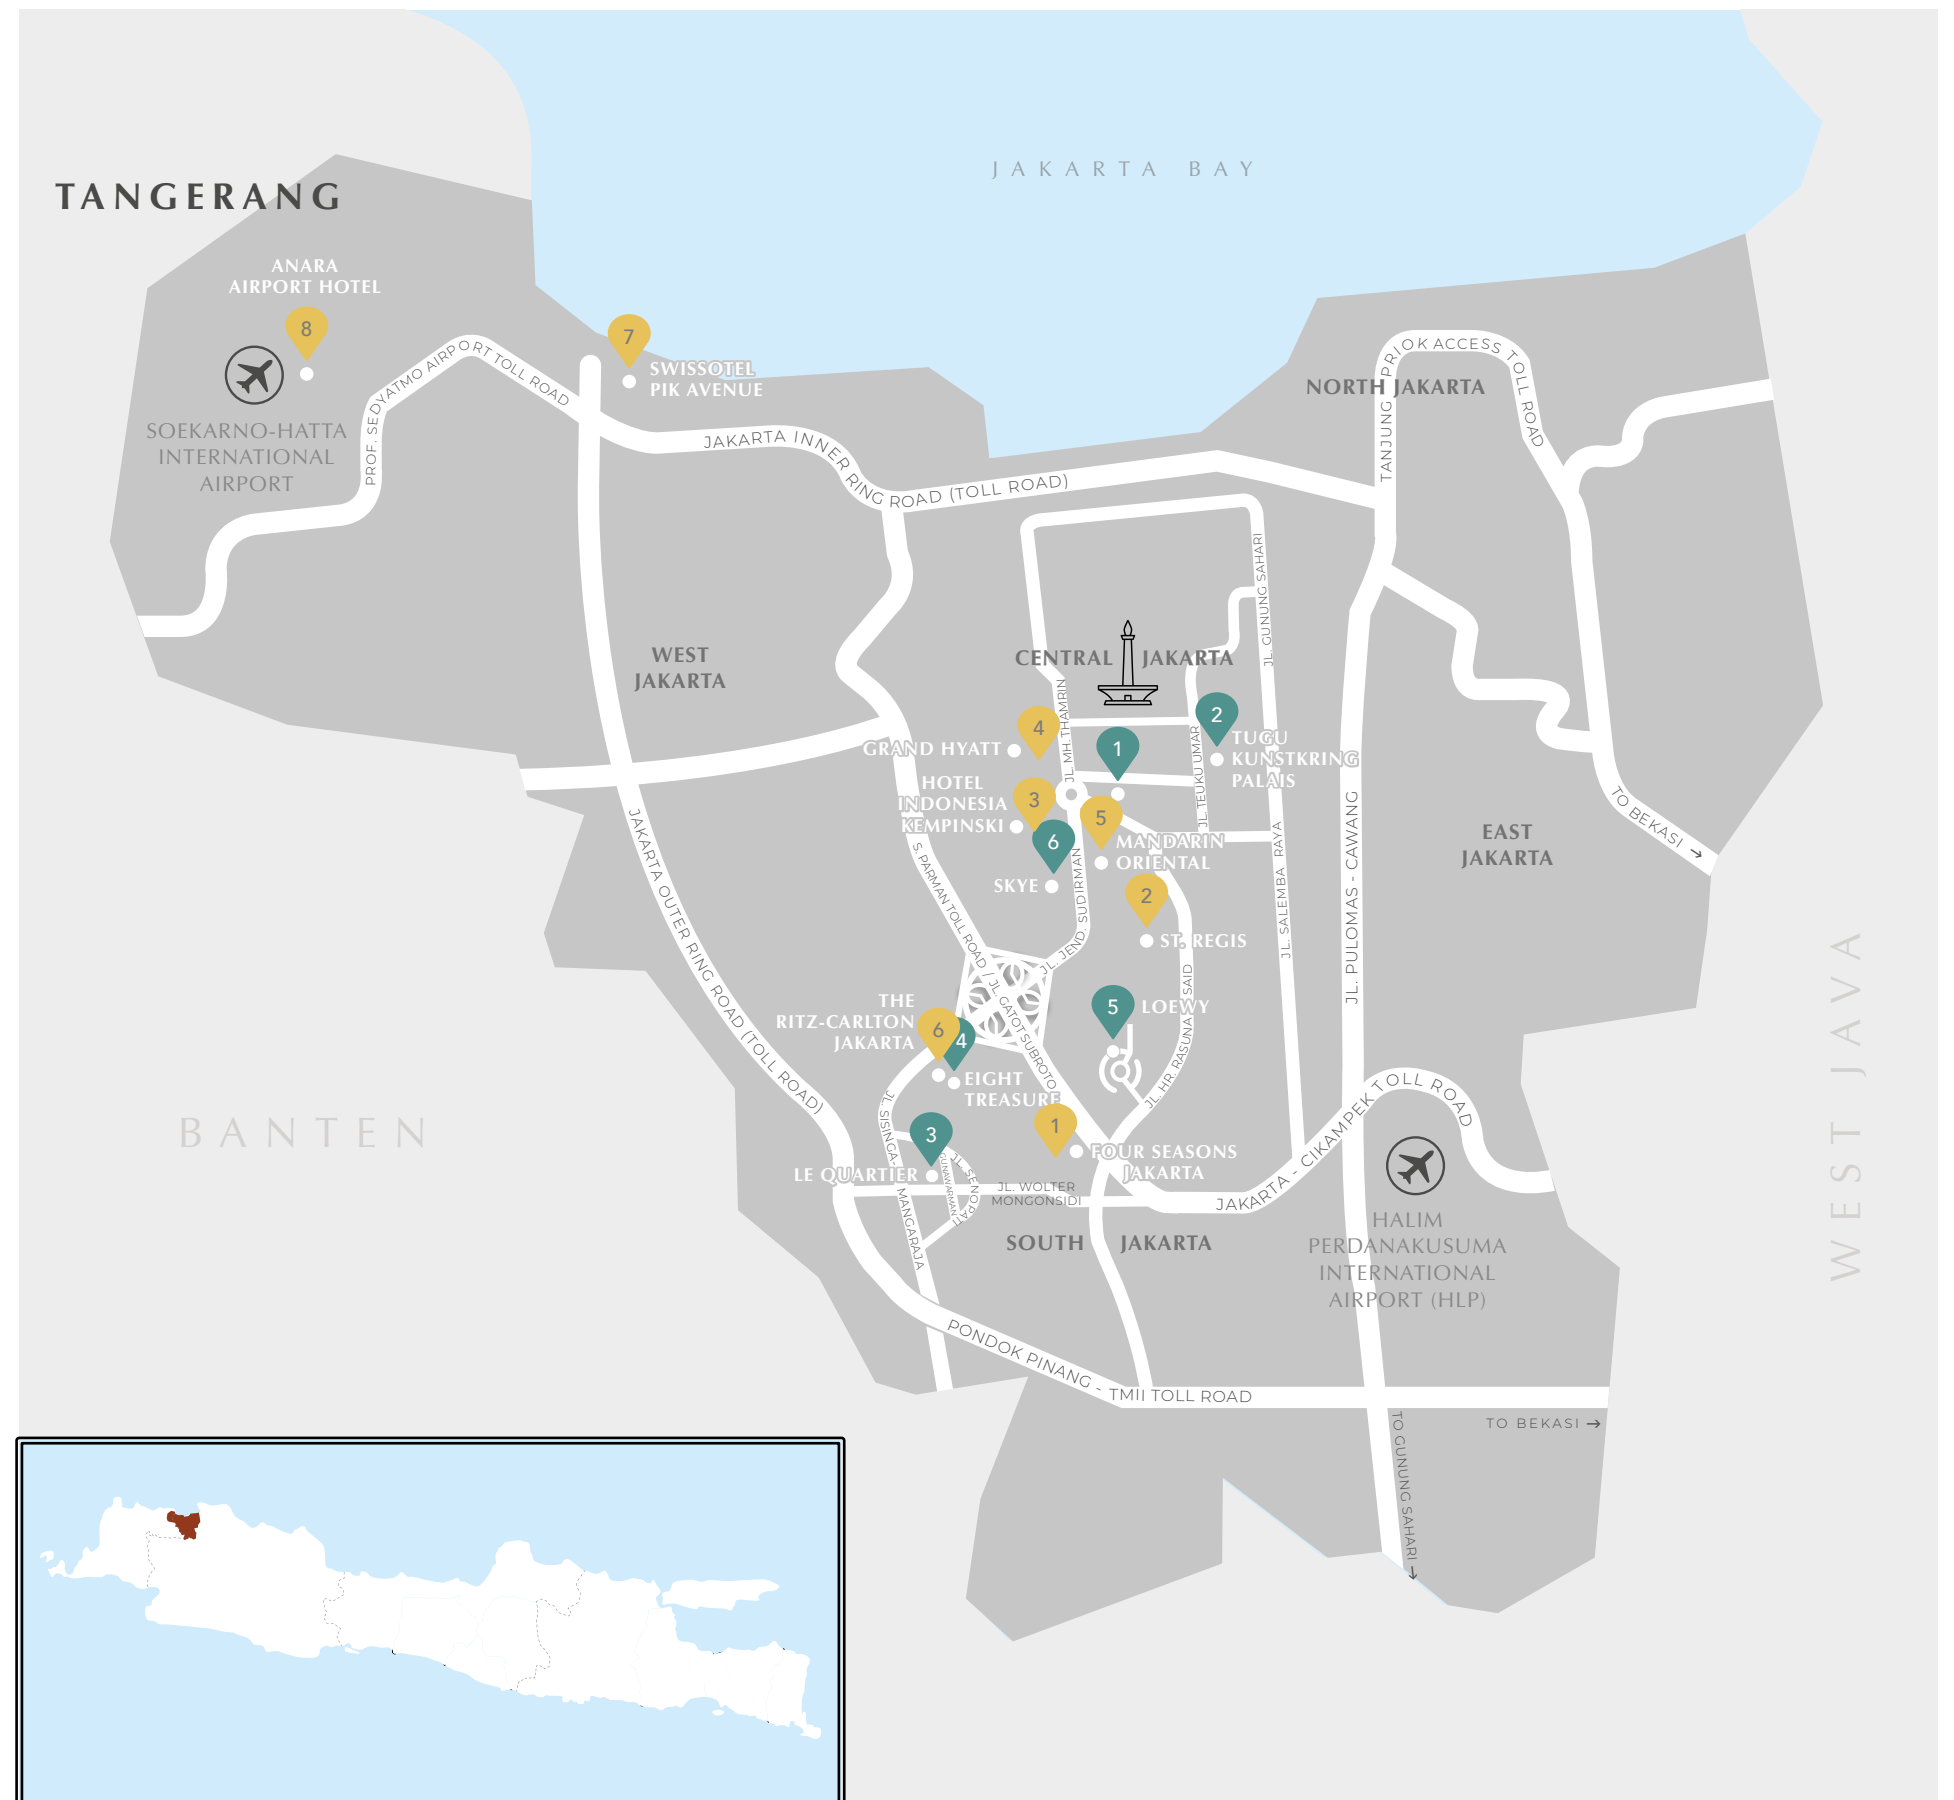 JAKARTA BAY
TANGERANG
ANARA
AIRPORT HOTEL
8
7
SWISSOTEL
PIK AVENUE
SOEKARNO-HATTA
INTERNATIONAL
AIRPORT
PROF. SEDYATMO AIRPORT TOLL ROAD
JAKARTA INNER RING ROAD (TOLL ROAD)
NORTH JAKARTA
TANJUNG PRIOK ACCESS TOLL ROAD
JL. GUNUNG SAHARI
WEST
JAKARTA
CENTRAL JAKARTA
JL. MH. THAMRIN
4
GRAND HYATT
1
2
TUGU
KUNSTKRING
PALAIS
JL. TEUKU UMAR
HOTEL
INDONESIA
KEMPINSKI
3
5
MANDARIN
ORIENTAL
6
SKYE
JL. JEND. SUDIRMAN
2
ST. REGIS
JL. SALEMBA RAYA
JL. PULOMAS - CAWANG
EAST
JAKARTA
TO BEKASI →
JAKARTA OUTER RING ROAD (TOLL ROAD)
S. PARMAN TOLL ROAD / JL. GATOT SUBROTO
THE
RITZ-CARLTON
JAKARTA
6
4
EIGHT
TREASURE
5
LOEWY
JL. HR. RASUNA SAID
1
FOUR SEASONS
JAKARTA
3
LE QUARTIER
JL. SISINGA-
MANGARAJA
GUNAWARMAN
JL. SENOPATI
JL. WOLTER
MONGONSIDI
JAKARTA - CIKAMPEK TOLL ROAD
SOUTH JAKARTA
HALIM
PERDANAKUSUMA
INTERNATIONAL
AIRPORT (HLP)
BANTEN
WEST JAVA
PONDOK PINANG - TMII TOLL ROAD
TO BEKASI →
TO GUNUNG SAHARI →